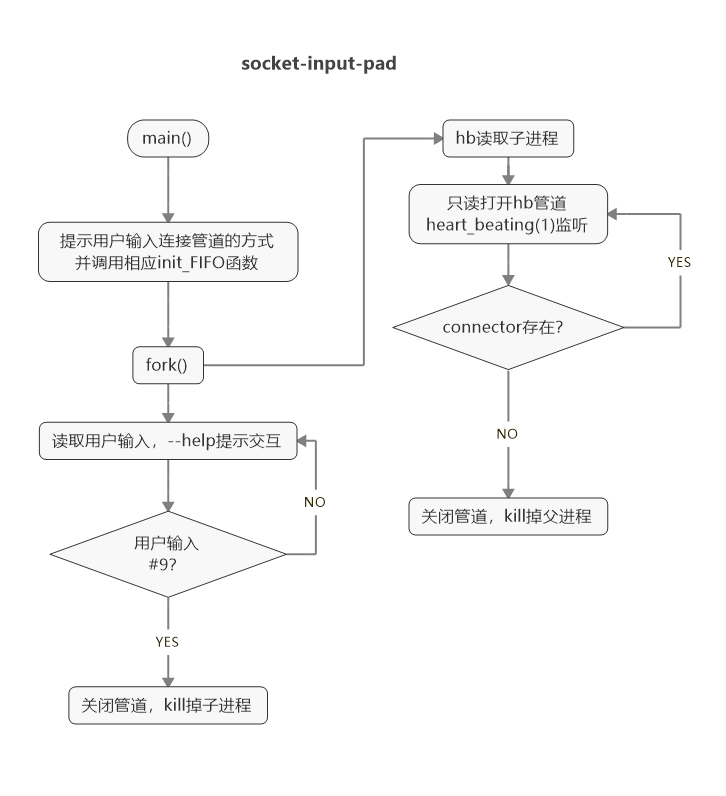 socket-input-pad
main()
提示用户输入连接管道的方式
并调用相应init_FIFO函数
fork()
读取用户输入，--help提示交互
NO
用户输入
#9?
YES
关闭管道，kill掉子进程
hb读取子进程
只读打开hb管道
heart_beating(1)监听
YES
connector存在?
NO
关闭管道，kill掉父进程